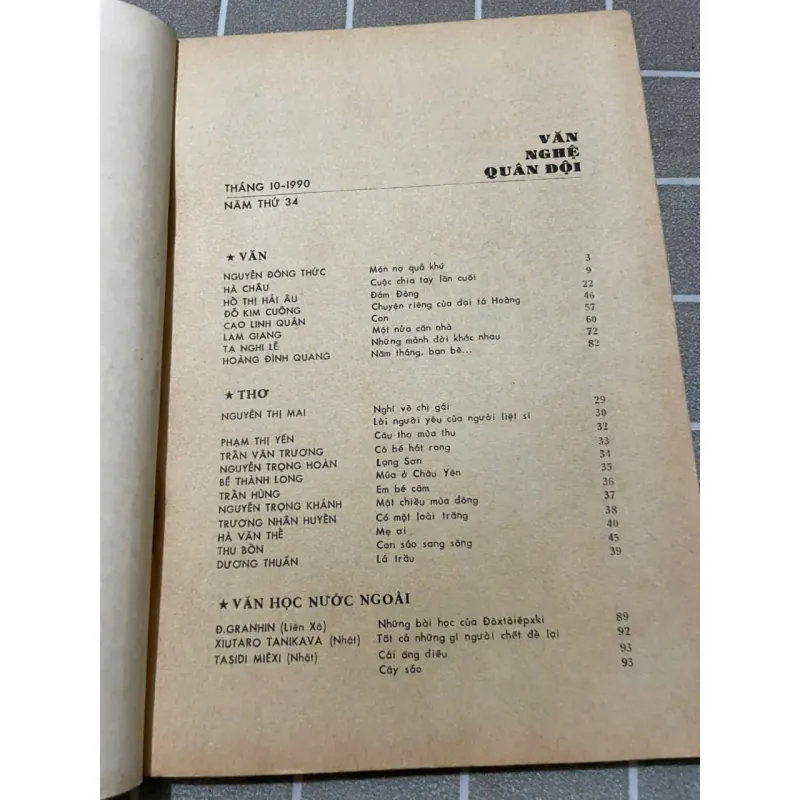 VĂN
NGHỆ
QUÂN ĐỘI
THÁNG 10-1990
NĂM THỨ 34
★ VĂN
NGUYỄN ĐÔNG THỨC Món nợ quá khứ 3
HÀ CHÂU Cuộc chia tay lần cuối 9
HỒ THỊ HẢI ÂU Đám Đông 22
ĐỖ KIM CUÔNG Chuyện riêng của đại tá Hoàng 46
CAO LINH QUÂN Con 57
LAM GIANG Một nửa căn nhà 60
TẠ NGHI LỄ Những mảnh đời khác nhau 72
HOÀNG ĐÌNH QUANG Năm tháng, bạn bè... 82
★ THƠ
NGUYỄN THỊ MAI Nghĩ về chị gái 29
Lời người yêu của người liệt sĩ 30
PHẠM THỊ YẾN Câu thơ mùa thu 32
TRẦN VĂN TRƯƠNG Cô bé hát rong 33
NGUYỄN TRỌNG HOÀN Lạng Sơn 34
BẾ THÀNH LONG Múa ở Châu Yên 35
TRẦN HÙNG Em bé câm 36
NGUYỄN TRỌNG KHÁNH Một chiều mùa đông 37
TRƯƠNG NHÂN HUYỀN Có một loài trăng 38
HÀ VĂN THỂ Mẹ ơi 40
THU BỒN Con sáo sang sông 45
DƯƠNG THUẤN Lá trầu 39
★ VĂN HỌC NƯỚC NGOÀI
Đ.GRANHIN (Liên Xô) Những bài học của Đôxtôiépxki 89
XIUTARO TANIKAVA (Nhật) Tất cả những gì người chết để lại 92
TASIDI MIÊXI (Nhật) Cái ống điếu 93
Cây sáo 93